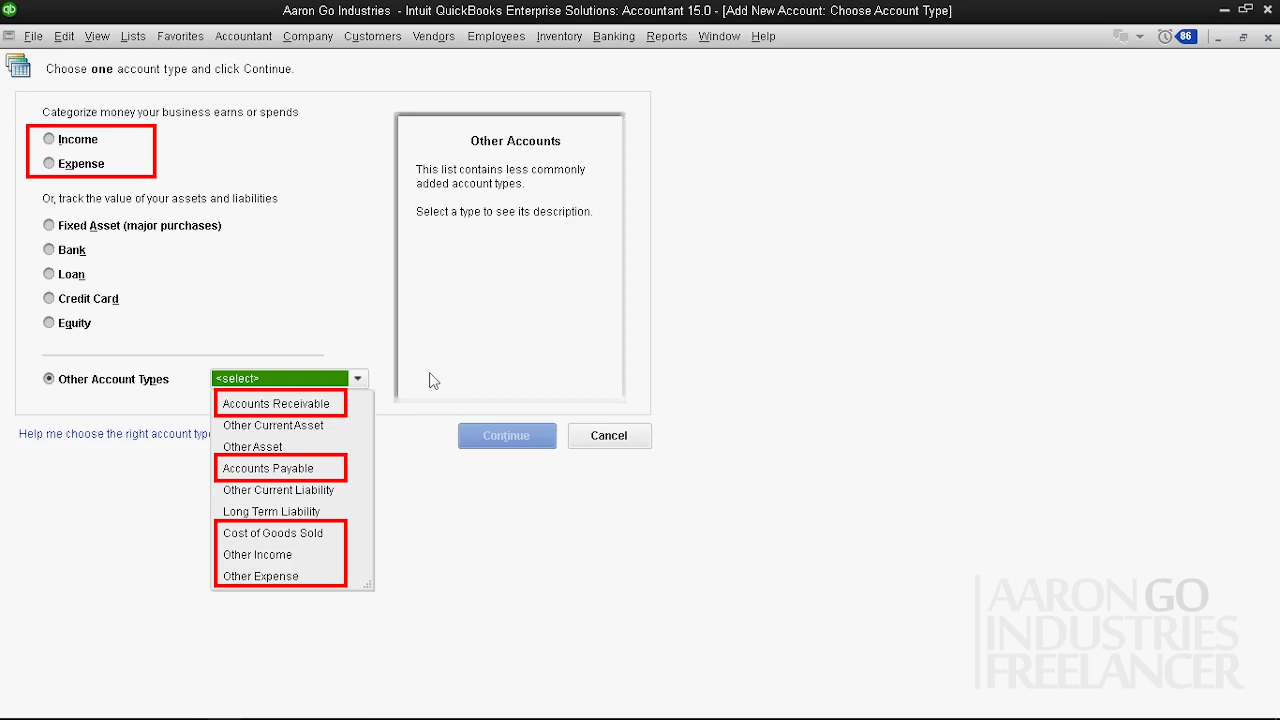 qb
Aaron Go Industries - Intuit QuickBooks Enterprise Solutions: Accountant 15.0 - [Add New Account: Choose Account Type]
File Edit View Lists Favorites Accountant Company Customers Vendors Employees Inventory Banking Reports Window Help 86
Choose one account type and click Continue.
Categorize money your business earns or spends
Income
Expense
Or, track the value of your assets and liabilities
Fixed Asset (major purchases)
Bank
Loan
Credit Card
Equity
Other Account Types <select>
Accounts Receivable
Other Current Asset
Other Asset
Accounts Payable
Other Current Liability
Long Term Liability
Cost of Goods Sold
Other Income
Other Expense
Help me choose the right account typ
Other Accounts
This list contains less commonly
added account types.
Select a type to see its description.
Continue Cancel
AARON GO
INDUSTRIES
FREELANCER